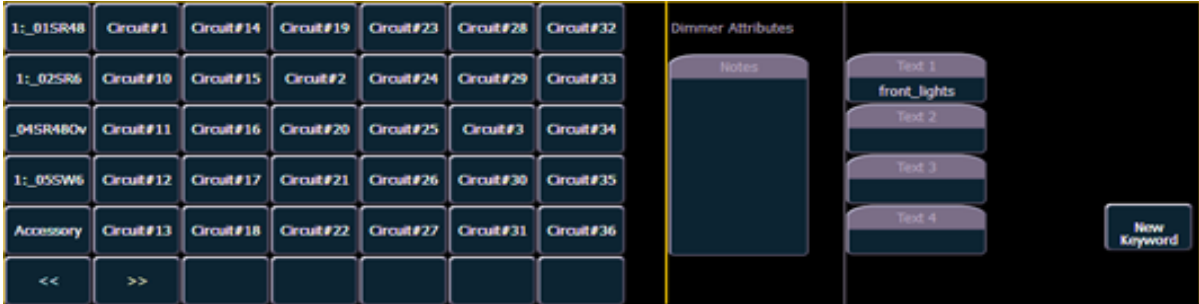 1:_01SR48 Circuit#1 Circuit#14 Circuit#19 Circuit#23 Circuit#28 Circuit#32
1:_02SR6 Circuit#10 Circuit#15 Circuit#2 Circuit#24 Circuit#29 Circuit#33
_04SR48Ov Circuit#11 Circuit#16 Circuit#20 Circuit#25 Circuit#3 Circuit#34
1:_05SW6 Circuit#12 Circuit#17 Circuit#21 Circuit#26 Circuit#30 Circuit#35
Accessory Circuit#13 Circuit#18 Circuit#22 Circuit#27 Circuit#31 Circuit#36
<< >>
Dimmer Attributes
Notes
Text 1
front_lights
Text 2
Text 3
Text 4
New
Keyword